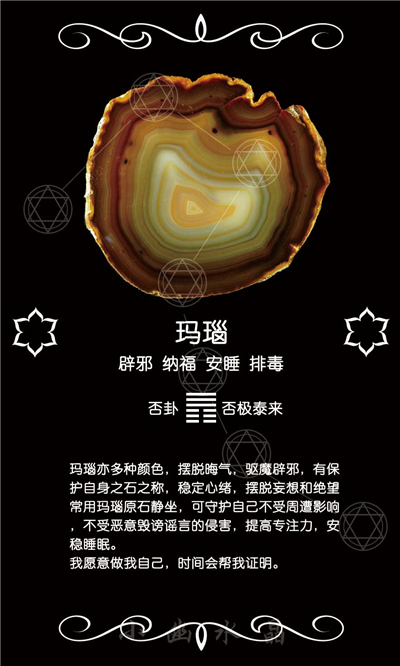 玛瑙
辟邪 纳福 安睡 排毒
否卦 否极泰来
玛瑙亦多种颜色，摆脱晦气、驱魔辟邪，有保
护自身之石之称，稳定心绪，摆脱妄想和绝望
常用玛瑙原石静坐，可守护自己不受周遭影响
，不受恶意毁谤谣言的侵害，提高专注力，安
稳睡眠。
我愿意做我自己，时间会帮我证明。
小幽水晶